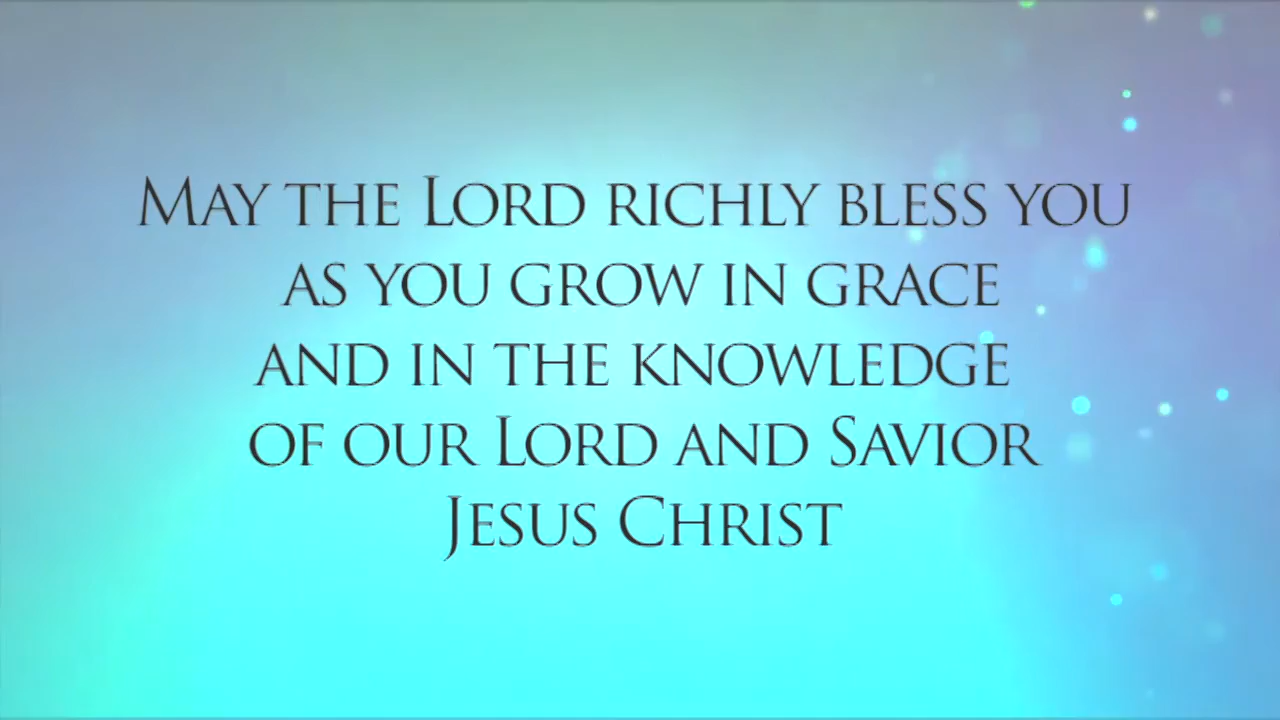 May the Lord richly bless you
as you grow in grace
and in the knowledge
of our Lord and Savior
Jesus Christ